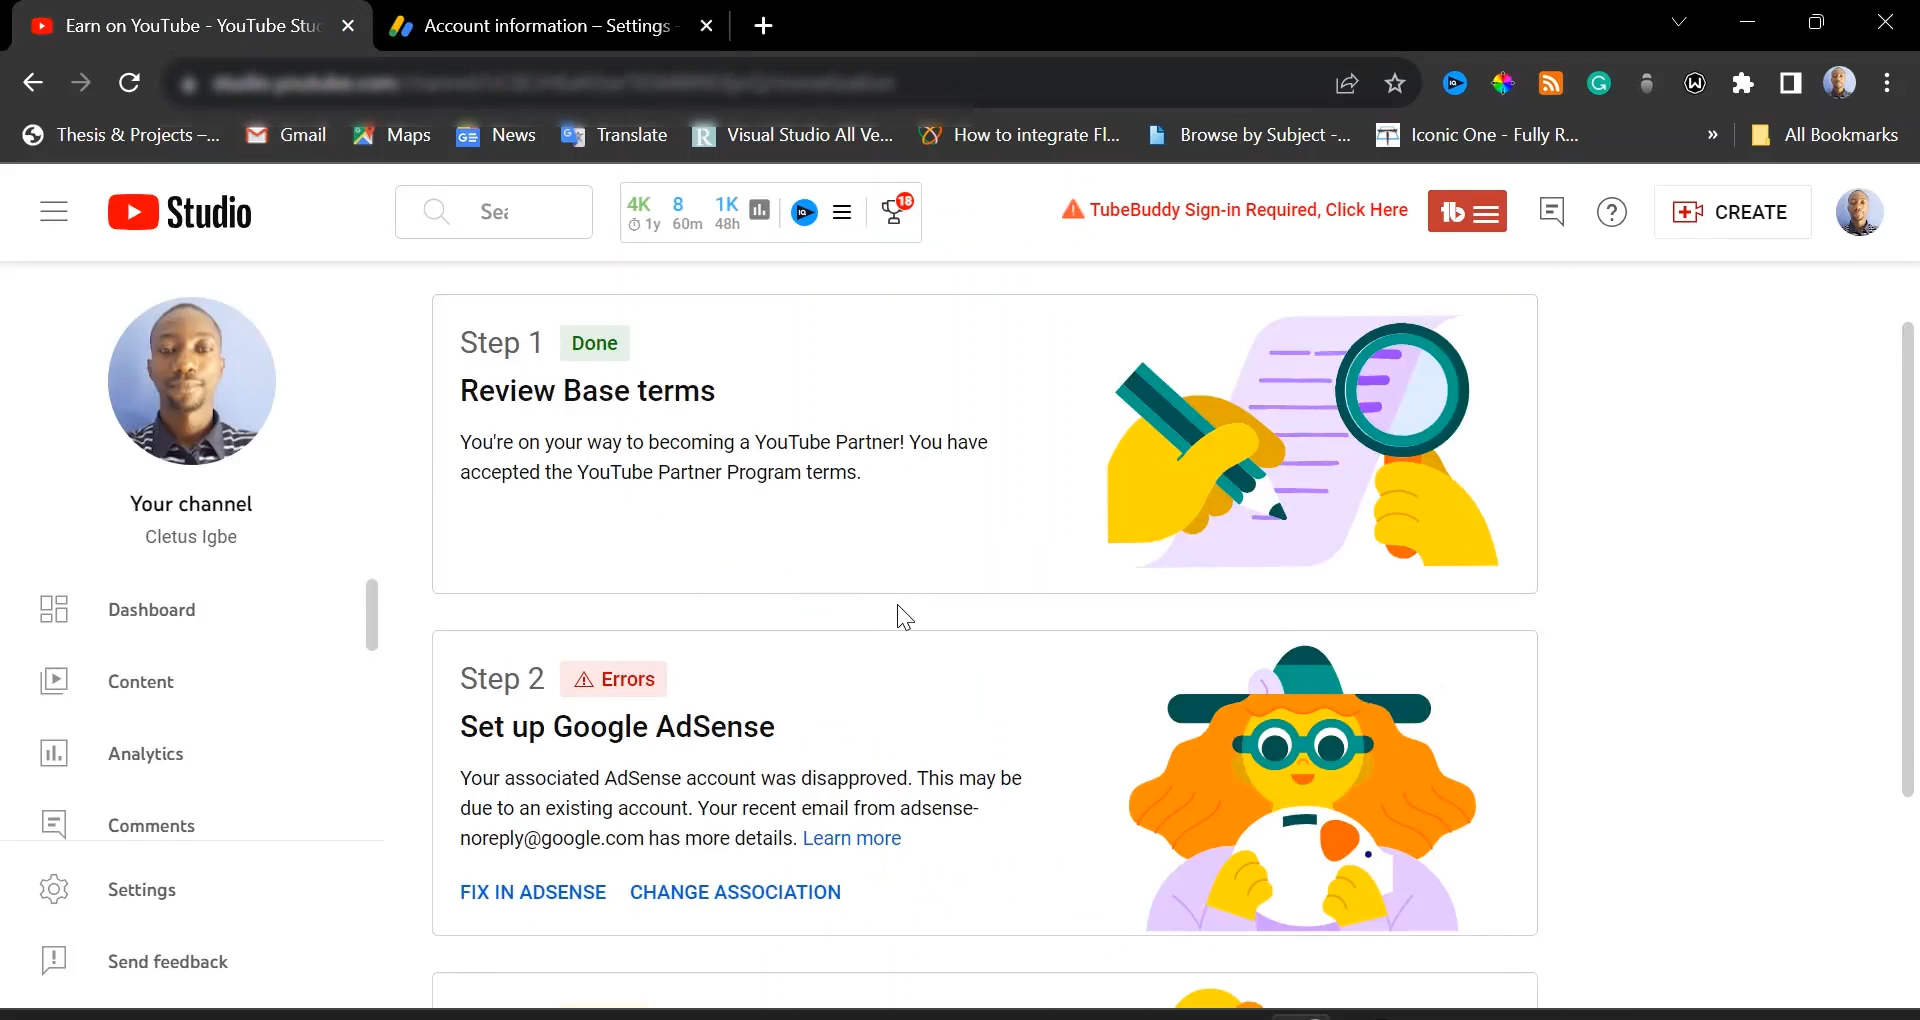 Earn on YouTube - YouTube Stu
Account information – Settings -
Thesis & Projects –...
Gmail
Maps
News
Translate
Visual Studio All Ve...
How to integrate Fl...
Browse by Subject -...
Iconic One - Fully R...
»
All Bookmarks
Studio
Sea
4K 8 1K
1y 60m 48h
18
TubeBuddy Sign-in Required, Click Here
CREATE
Your channel
Cletus Igbe
Dashboard
Content
Analytics
Comments
Settings
Send feedback
Step 1 Done
Review Base terms
You're on your way to becoming a YouTube Partner! You have
accepted the YouTube Partner Program terms.
Step 2 Errors
Set up Google AdSense
Your associated AdSense account was disapproved. This may be
due to an existing account. Your recent email from adsense-
noreply@google.com has more details. Learn more
FIX IN ADSENSE CHANGE ASSOCIATION